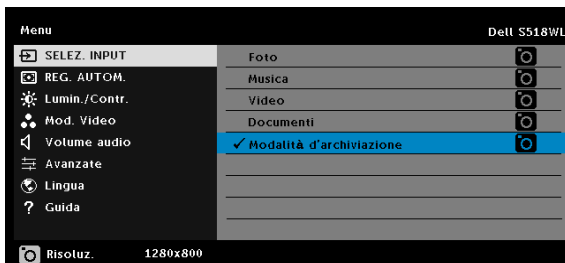 Menu
Dell S518WL
SELEZ. INPUT
REG. AUTOM.
Lumin./Contr.
Mod. Video
Volume audio
Avanzate
Lingua
? Guida
Foto
Musica
Video
Documenti
✓ Modalità d'archiviazione
Risoluz. 1280x800